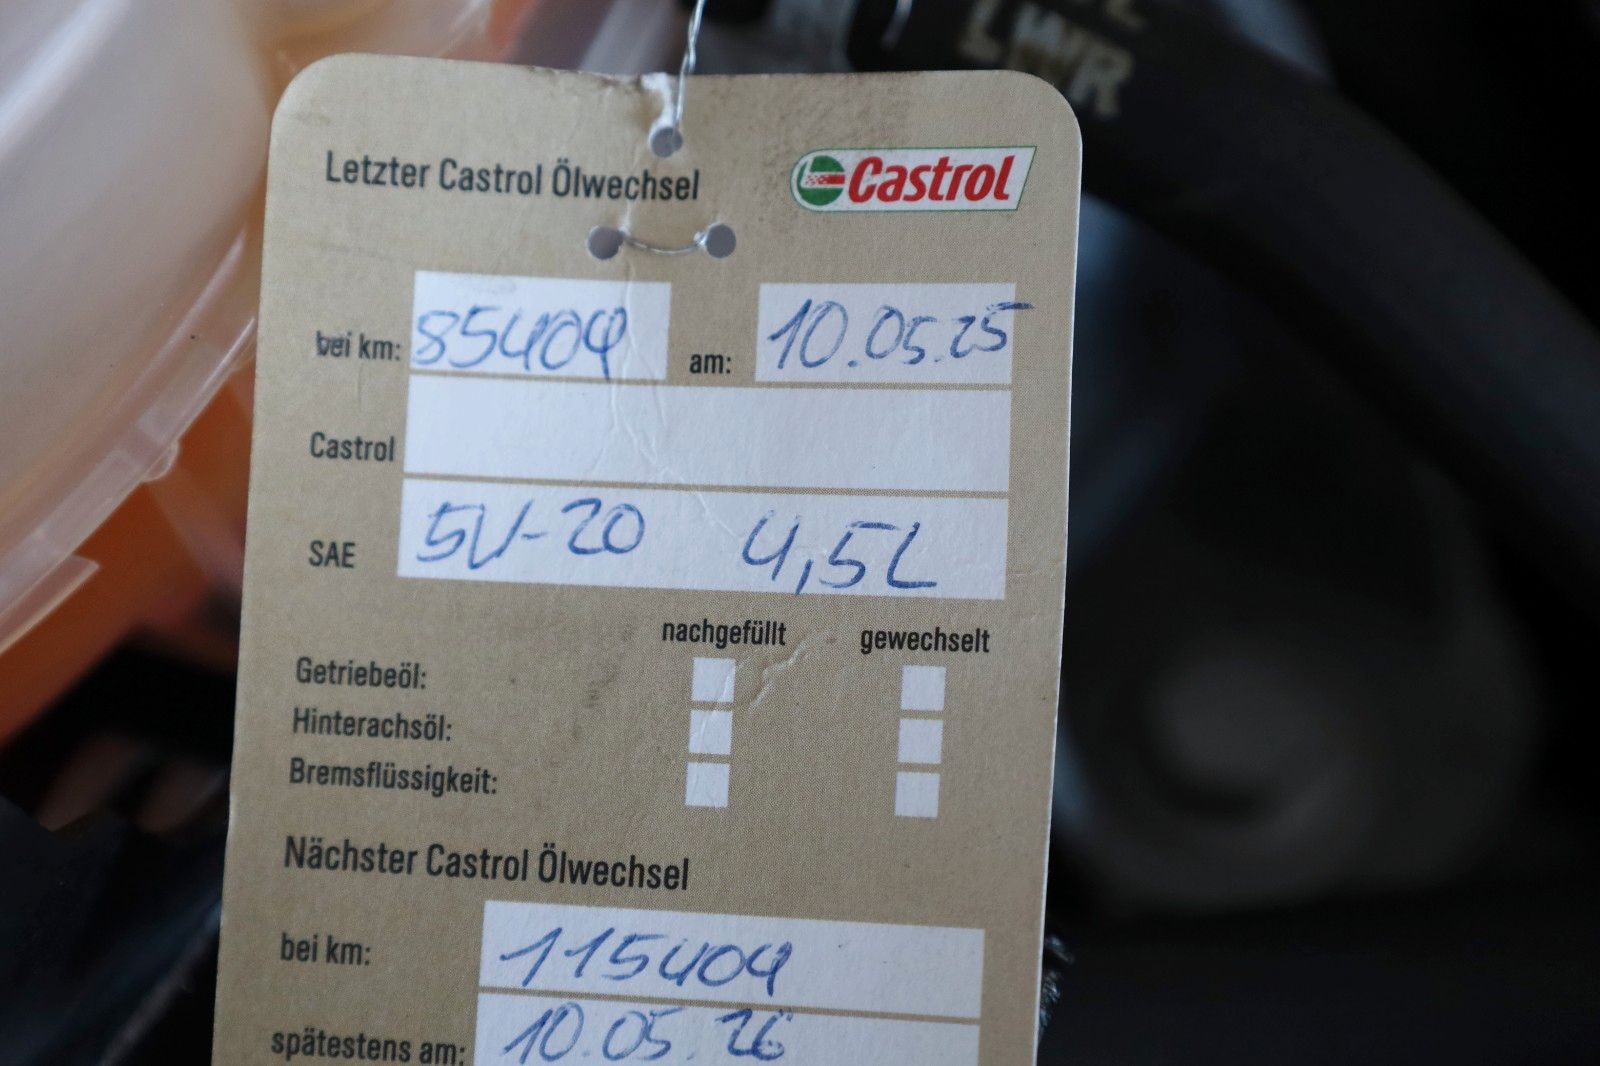 LWR
Letzter Castrol Ölwechsel
Castrol
bei km: 85404 am: 10.05.25
Castrol
SAE 5W-20 4,5L
nachgefüllt gewechselt
Getriebeöl:
Hinterachsöl:
Bremsflüssigkeit:
Nächster Castrol Ölwechsel
bei km: 115404
spätestens am: 10.05.26